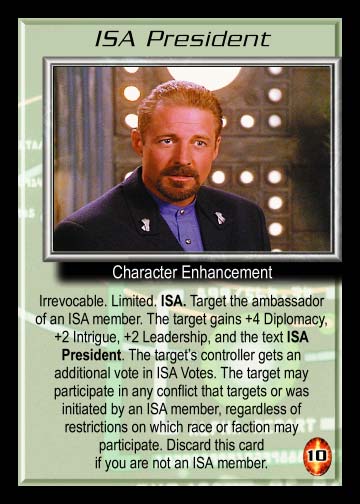 ISA President
Character Enhancement
Irrevocable. Limited. ISA. Target the ambassador
of an ISA member. The target gains +4 Diplomacy,
+2 Intrigue, +2 Leadership, and the text ISA
President. The target's controller gets an
additional vote in ISA Votes. The target may
participate in any conflict that targets or was
initiated by an ISA member, regardless of
restrictions on which race or faction may
participate. Discard this card
if you are not an ISA member.
10